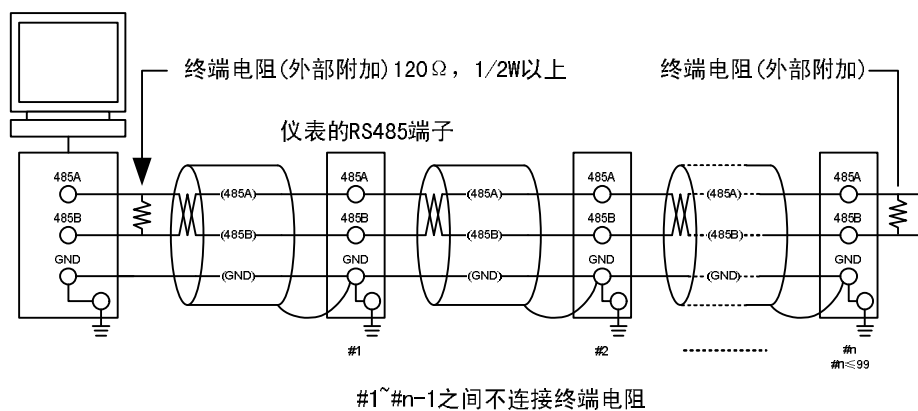 终端电阻(外部附加)120Ω，1/2W以上
终端电阻(外部附加)
仪表的RS485端子
485A (485A) 485A (485A) 485A (485A) 485A
485B (485B) 485B (485B) 485B (485B) 485B
GND (GND) GND (GND) GND (GND) GND
#1 #2 #n
#n≤99
#1~#n-1之间不连接终端电阻